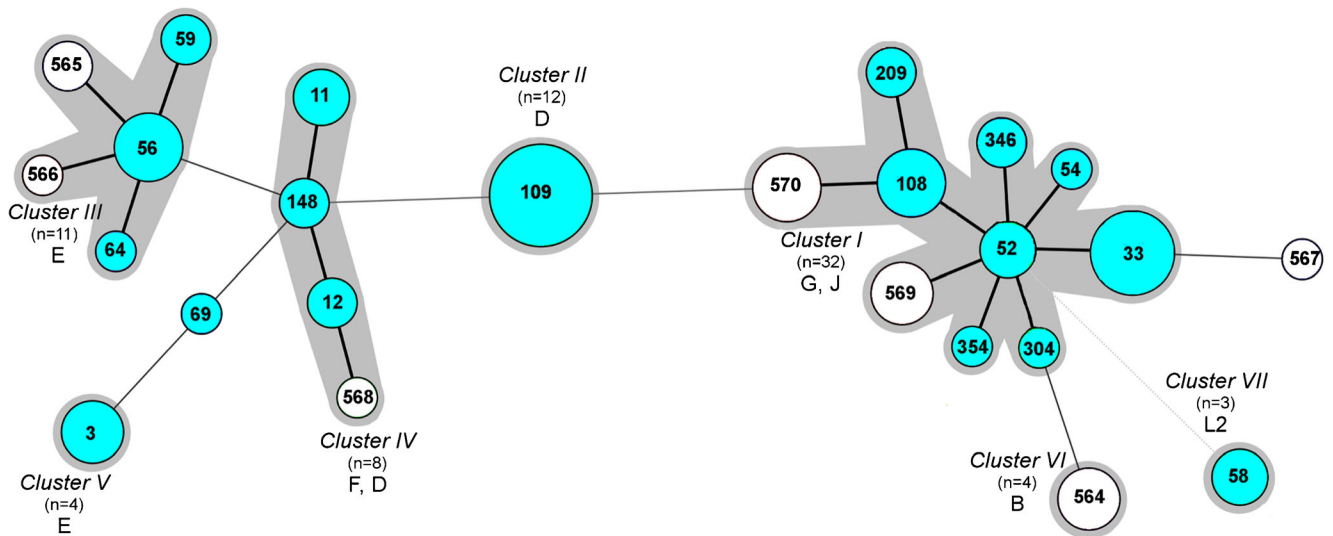 59
565
56
566
Cluster III
(n=11)
E
64
11
148
12
568
Cluster IV
(n=8)
F, D
69
3
Cluster V
(n=4)
E
Cluster II
(n=12)
D
109
209
570
108
Cluster I
(n=32)
G, J
346
54
52
33
567
569
354
304
Cluster VI
(n=4)
B
564
Cluster VII
(n=3)
L2
58